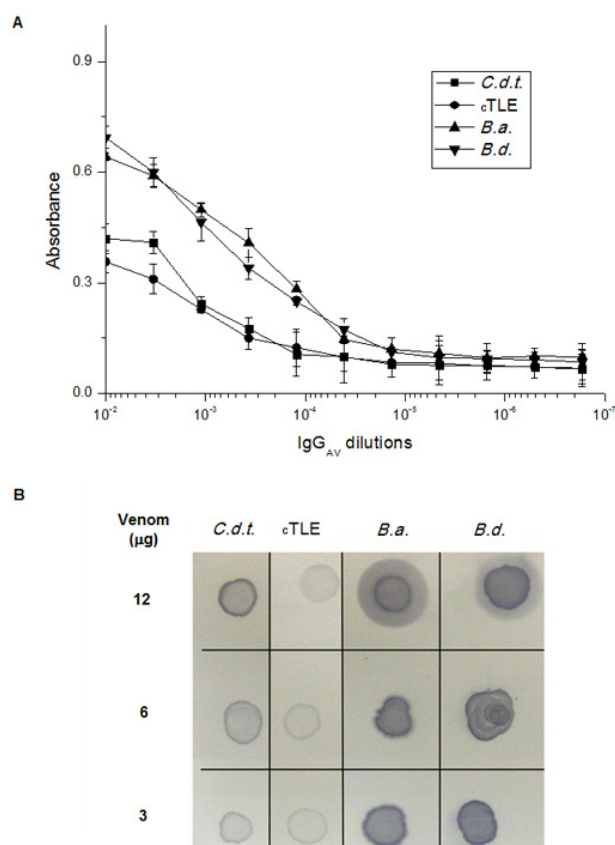 A
0.9
0.6
0.3
0.0
Absorbance
C.d.t.
cTLE
B.a.
B.d.
10-2 10-3 10-4 10-5 10-6 10-7
IgGAV dilutions
B
Venom (μg) C.d.t. cTLE B.a. B.d.
12
6
3